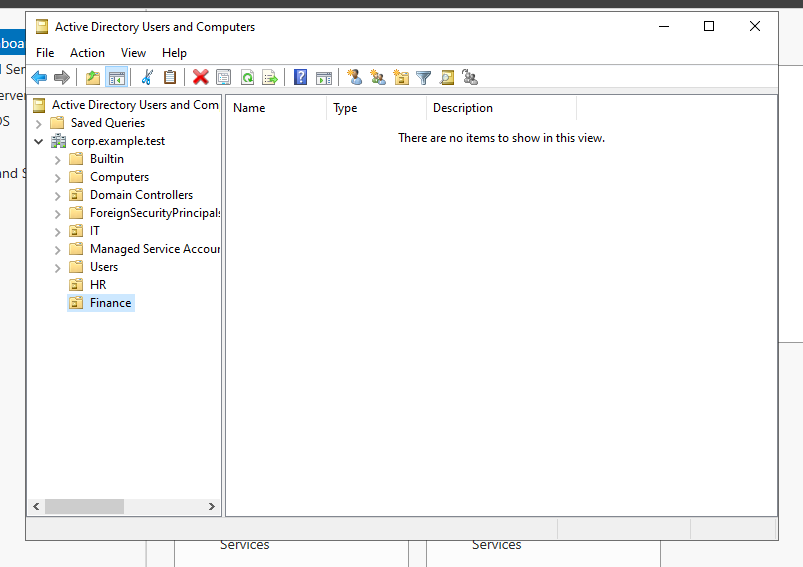 Active Directory Users and Computers
File Action View Help
Active Directory Users and Com
Saved Queries
corp.example.test
Builtin
Computers
Domain Controllers
ForeignSecurityPrincipals
IT
Managed Service Accour
Users
HR
Finance
Name Type Description
There are no items to show in this view.
Services Services